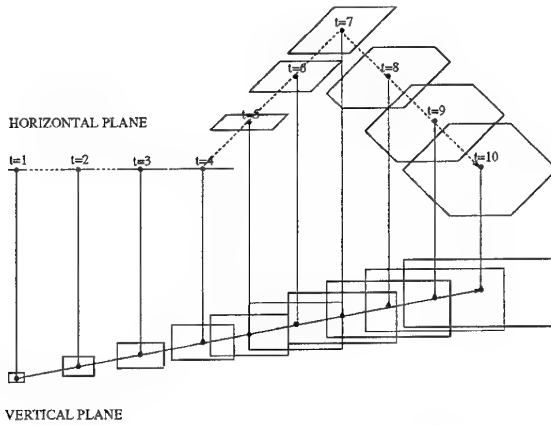 t=7
t=6
t=8
t=5
t=9
HORIZONTAL PLANE
t=1
t=2
t=3
t=4
t=10
VERTICAL PLANE